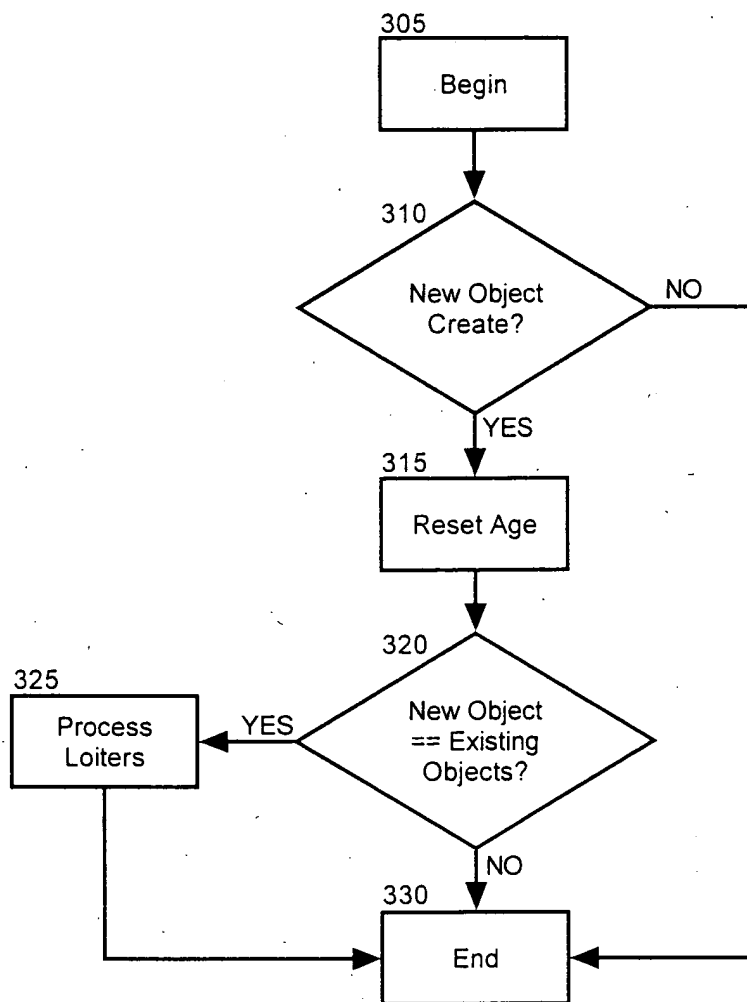 305
Begin
310
New Object
Create?
NO
YES
315
Reset Age
320
325
New Object
== Existing
Objects?
YES
Process
Loiters
NO
330
End